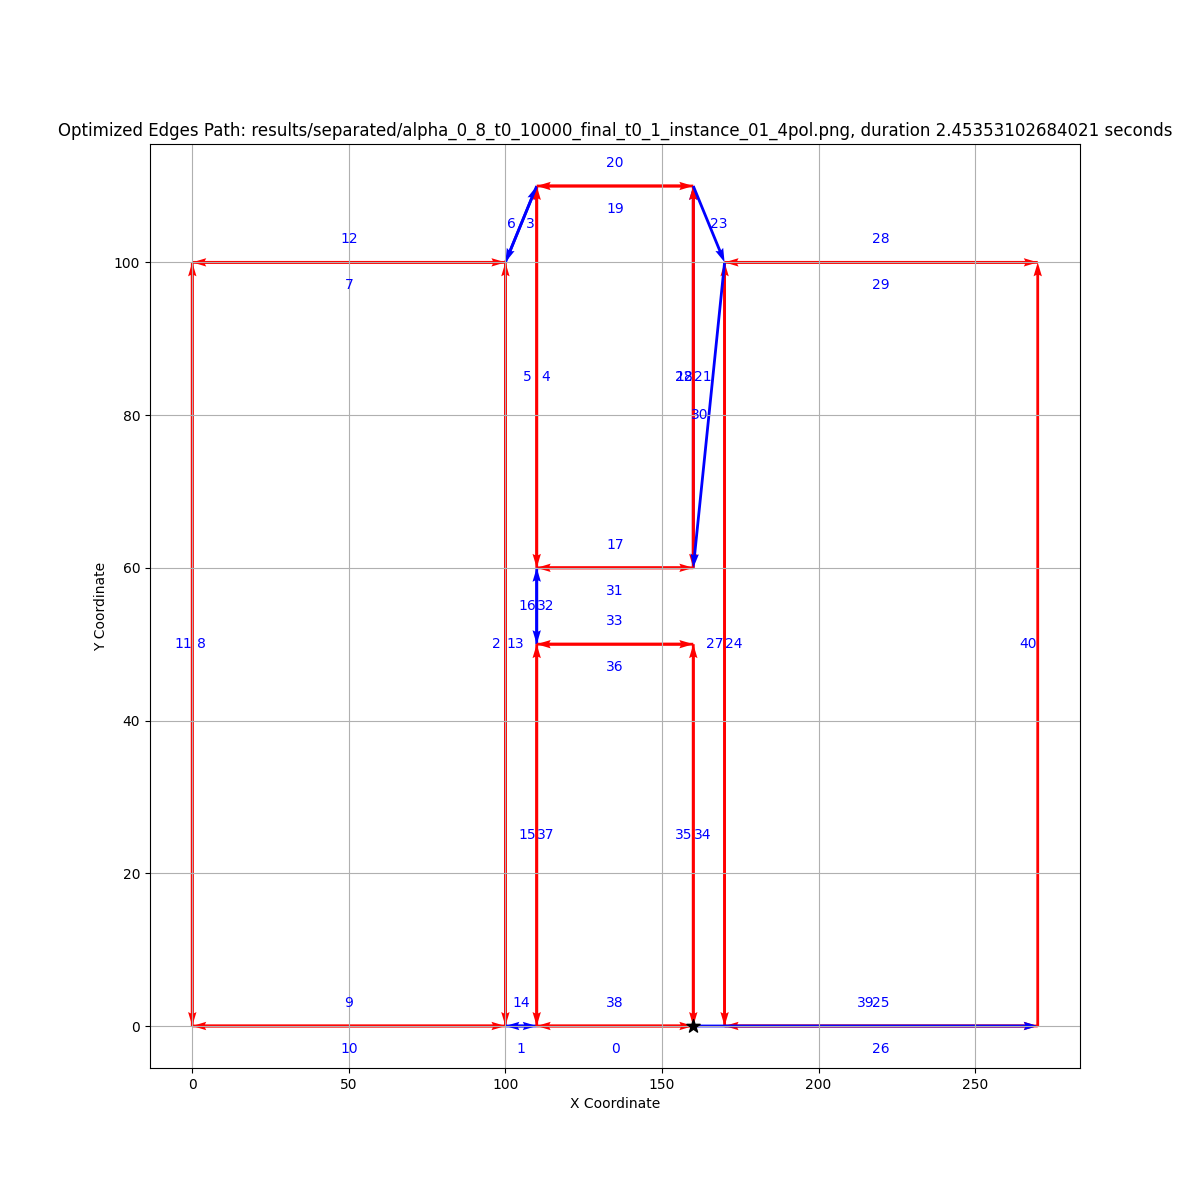 Optimized Edges Path: results/separated/alpha_0_8_t0_10000_final_t0_1_instance_01_4pol.png, duration 2.45353102684021 seconds
20
6 3 19 23
12 28
100
7 29
5 4 21
80 30
17
60
31
16 32
33
Y Coordinate
11 8 2 13 27 24 40
36
40
20
15 37 35 34
9 14 38 39 25
0
10 1 0 26
0 50 100 150 200 250
X Coordinate